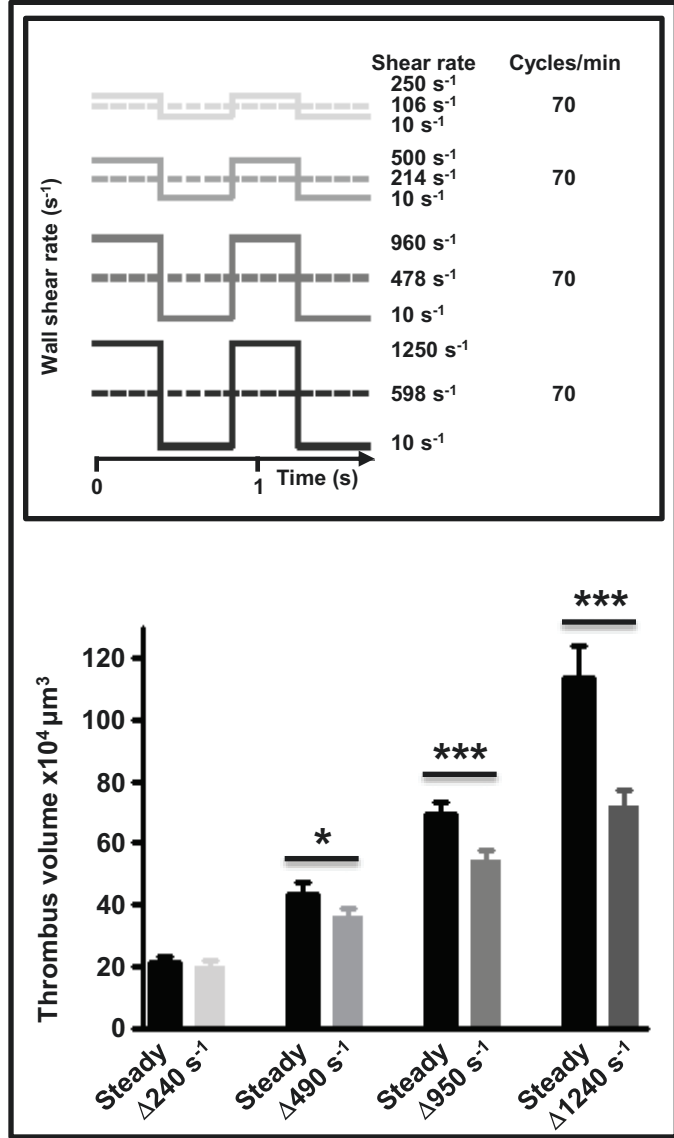 Shear rate Cycles/min
250 s-1
106 s-1 70
10 s-1
500 s-1
214 s-1 70
10 s-1
960 s-1
478 s-1 70
10 s-1
1250 s-1
598 s-1 70
10 s-1
Wall shear rate (s-1)
0 1 Time (s)
Thrombus volume x10⁴ µm³
120
100
80
60
40
20
0
*
***
***
Steady Δ240 s-1 Steady Δ490 s-1 Steady Δ950 s-1 Steady Δ1240 s-1